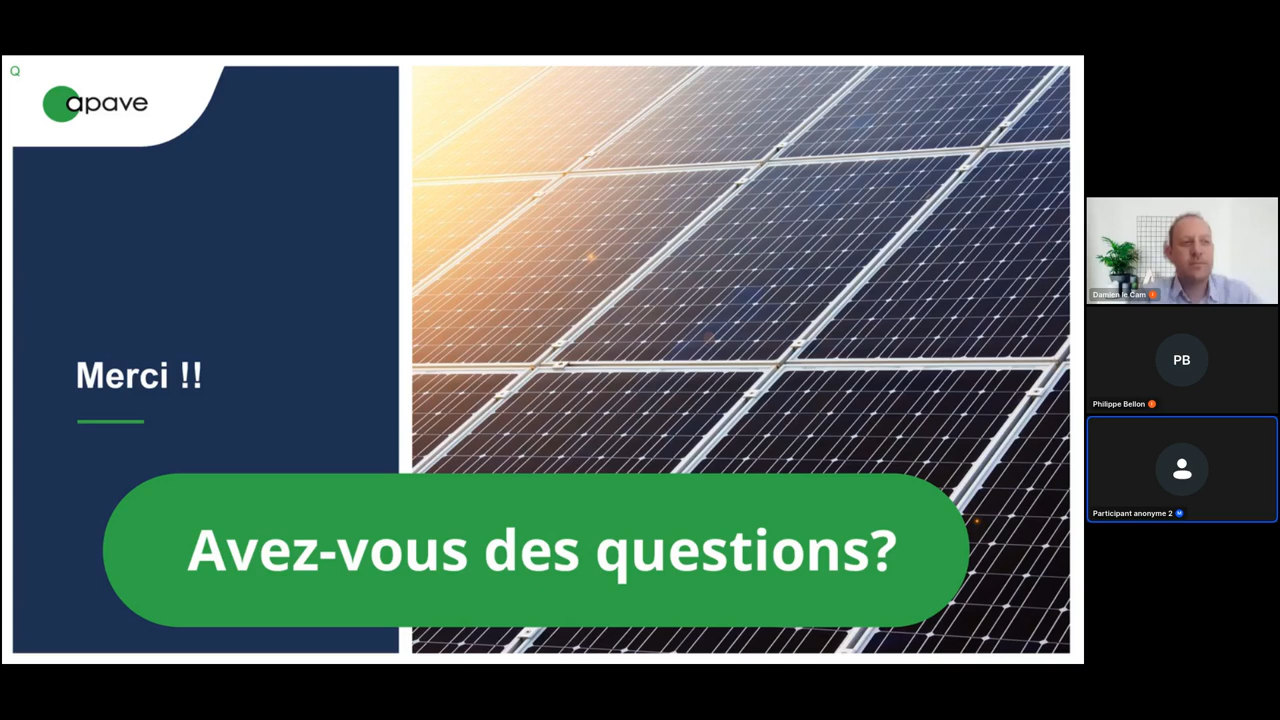 Q
apave
Merci !!
Avez-vous des questions?
Damien le Cam
PB
Philippe Bellon
Participant anonyme 2
M